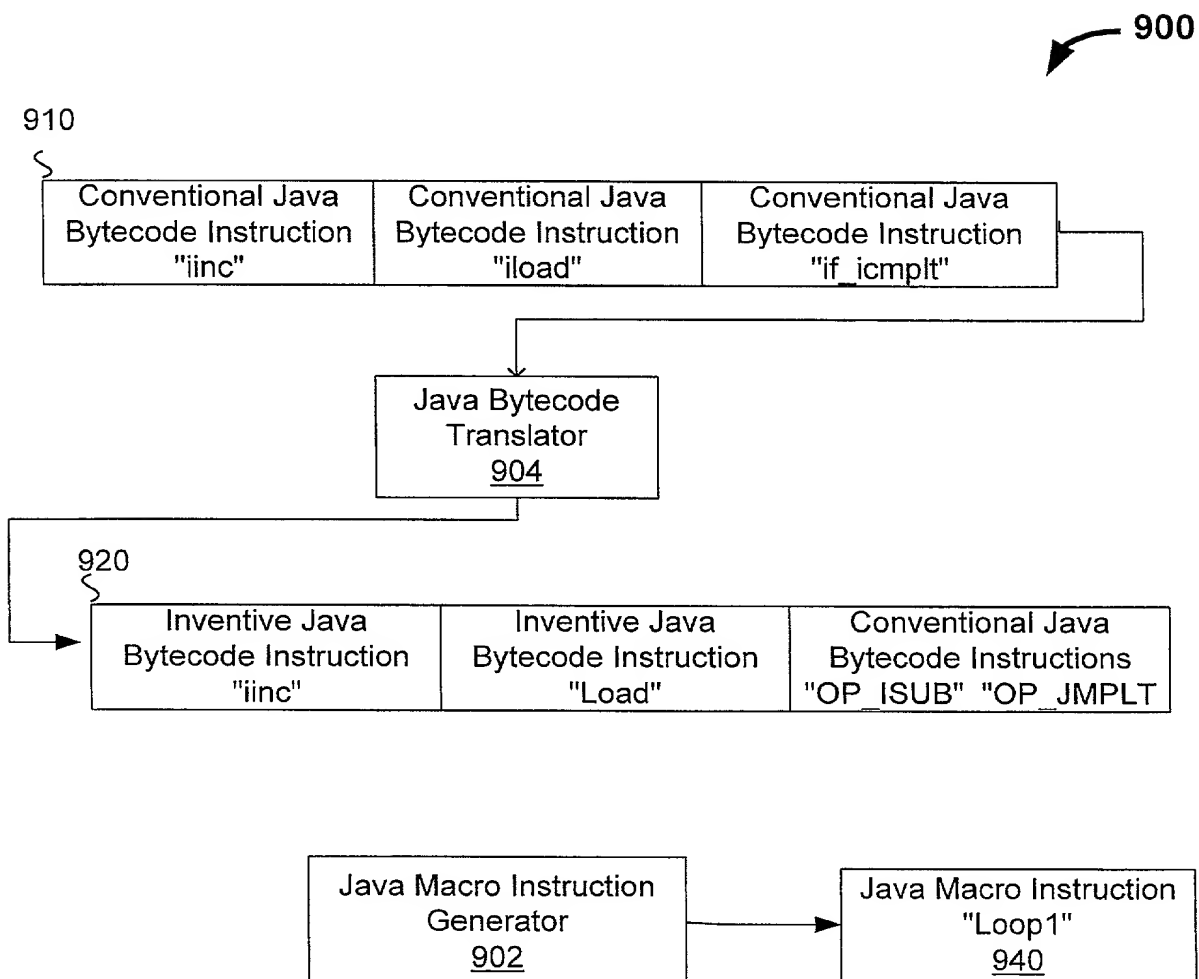 900
910
Conventional Java
Bytecode Instruction
"iinc"
Conventional Java
Bytecode Instruction
"iload"
Conventional Java
Bytecode Instruction
"if_icmplt"
Java Bytecode
Translator
904
920
Inventive Java
Bytecode Instruction
"iinc"
Inventive Java
Bytecode Instruction
"Load"
Conventional Java
Bytecode Instructions
"OP_ISUB" "OP_JMPLT
Java Macro Instruction
Generator
902
Java Macro Instruction
"Loop1"
940